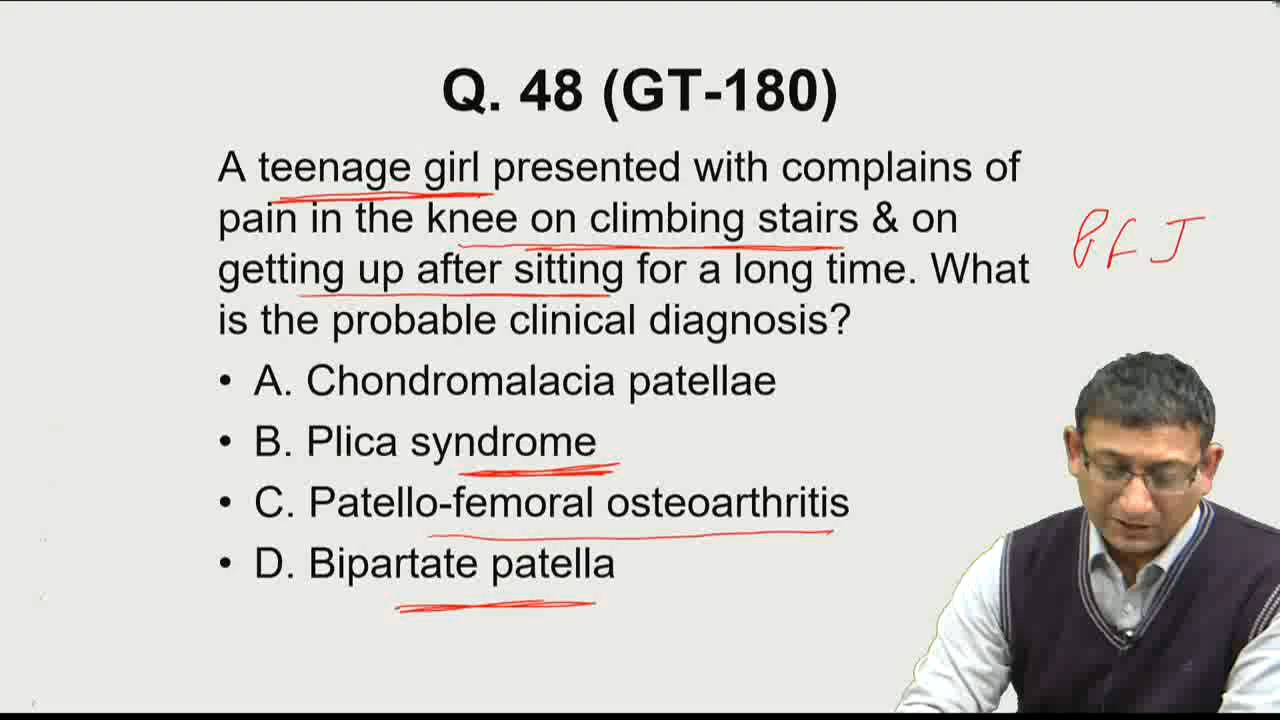 Q. 48 (GT-180)
A teenage girl presented with complains of
pain in the knee on climbing stairs & on
getting up after sitting for a long time. What
is the probable clinical diagnosis?
PFJ
• A. Chondromalacia patellae
• B. Plica syndrome
• C. Patello-femoral osteoarthritis
• D. Bipartate patella